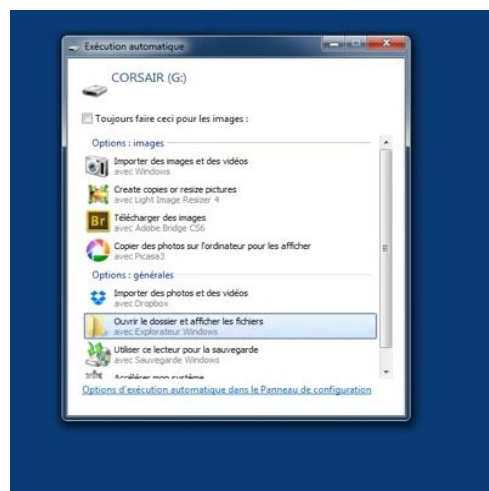 Exécution automatique
CORSAIR (G:)
Toujours faire ceci pour les images :
Options : images
Importer des images et des vidéos
avec Windows
Create copies or resize pictures
avec Light Image Resizer 4
Br
Télécharger des images
avec Adobe Bridge CS6
Copier des photos sur l'ordinateur pour les afficher
avec Picasa3
Options : générales
Importer des photos et des vidéos
avec Dropbox
Ouvrir le dossier et afficher les fichiers
avec Explorateur Windows
Utiliser ce lecteur pour la sauvegarde
avec Sauvegarde Windows
Accélérer mon système
Options d'exécution automatique dans le Panneau de configuration